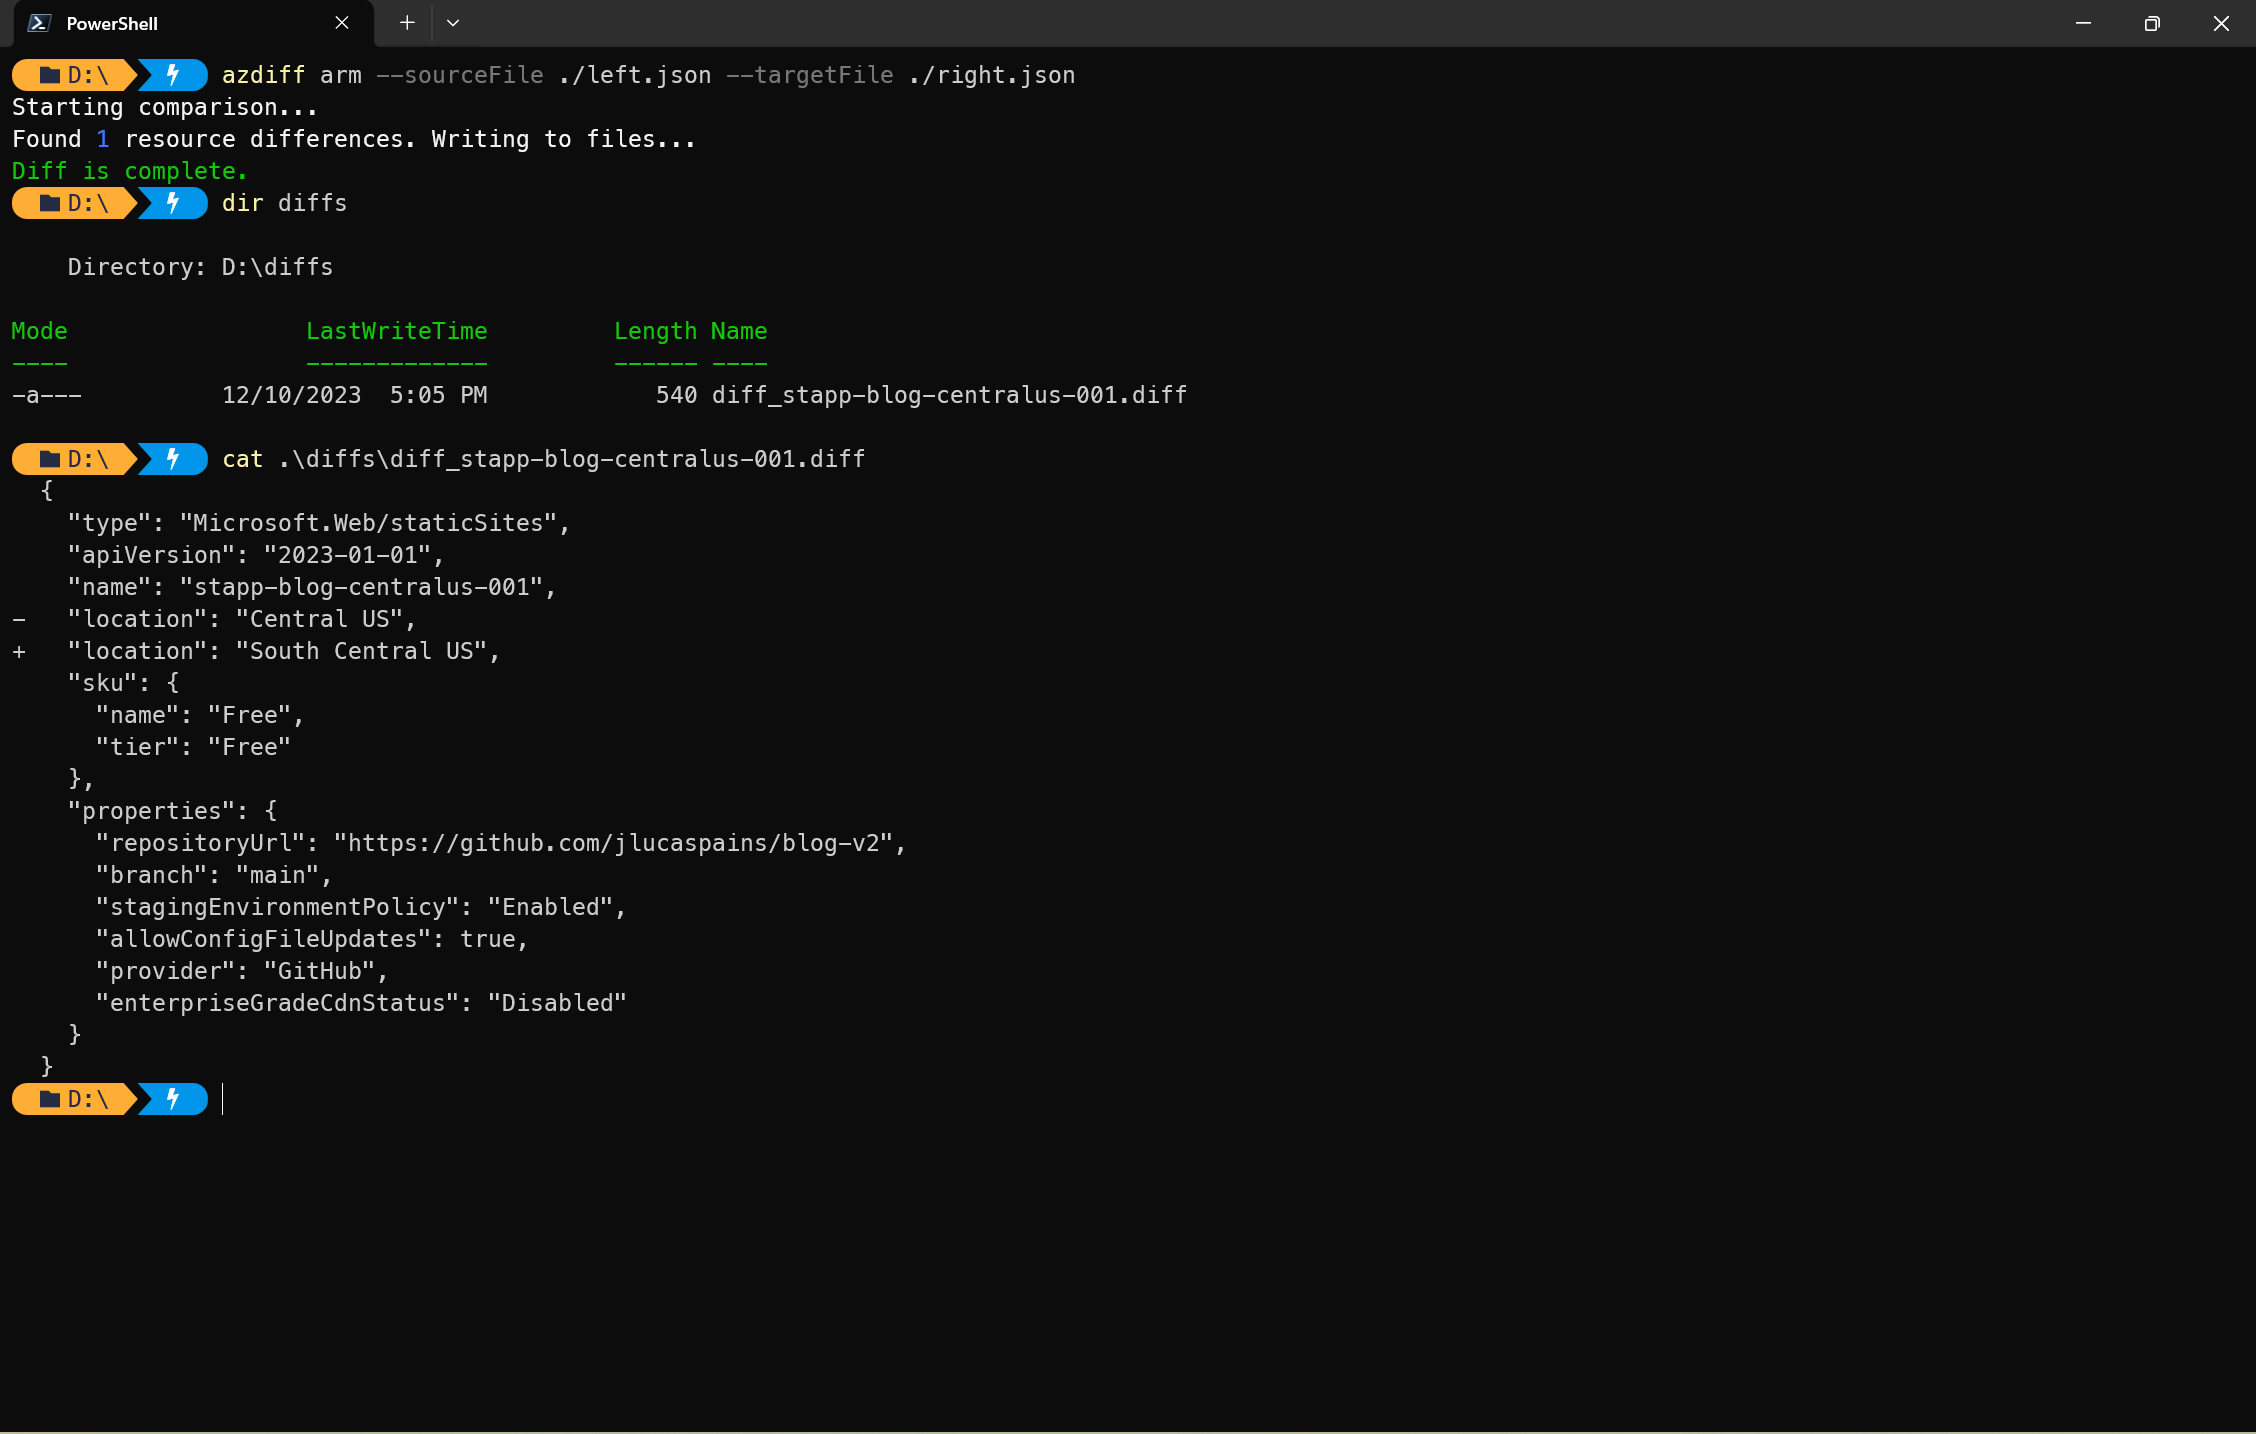 PowerShell
D:\ azdiff arm --sourceFile ./left.json --targetFile ./right.json
Starting comparison...
Found 1 resource differences. Writing to files...
Diff is complete.
D:\ dir diffs
    Directory: D:\diffs
Mode                 LastWriteTime         Length Name
----                 -------------         ------ ----
-a---          12/10/2023  5:05 PM            540 diff_stapp-blog-centralus-001.diff
D:\ cat .\diffs\diff_stapp-blog-centralus-001.diff
  {
    "type": "Microsoft.Web/staticSites",
    "apiVersion": "2023-01-01",
    "name": "stapp-blog-centralus-001",
-   "location": "Central US",
+   "location": "South Central US",
    "sku": {
      "name": "Free",
      "tier": "Free"
    },
    "properties": {
      "repositoryUrl": "https://github.com/jlucaspains/blog-v2",
      "branch": "main",
      "stagingEnvironmentPolicy": "Enabled",
      "allowConfigFileUpdates": true,
      "provider": "GitHub",
      "enterpriseGradeCdnStatus": "Disabled"
    }
  }
D:\